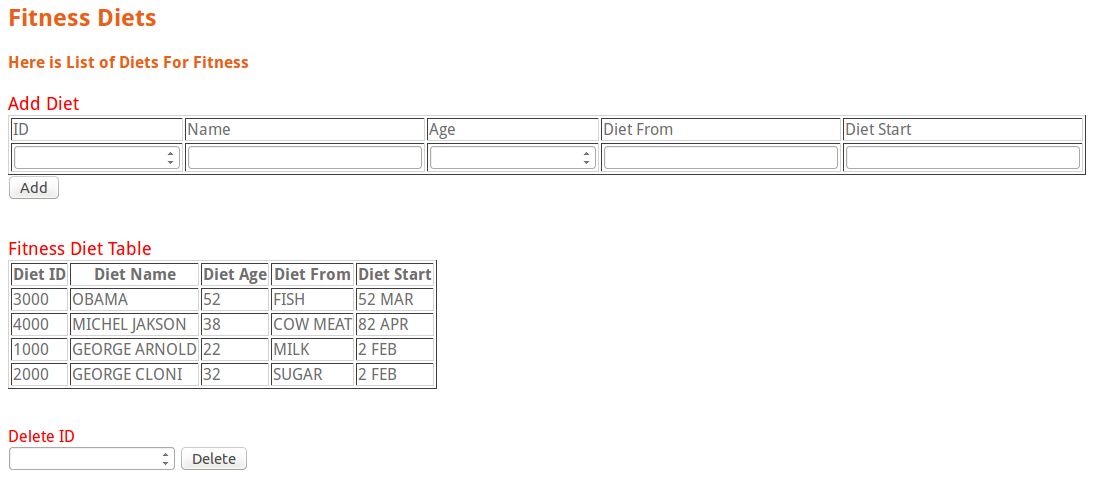 Fitness Diets
Here is List of Diets For Fitness
Add Diet
ID Name Age Diet From Diet Start
Add
Fitness Diet Table
Diet ID Diet Name Diet Age Diet From Diet Start
3000 OBAMA 52 FISH 52 MAR
4000 MICHEL JAKSON 38 COW MEAT 82 APR
1000 GEORGE ARNOLD 22 MILK 2 FEB
2000 GEORGE CLONI 32 SUGAR 2 FEB
Delete ID
Delete